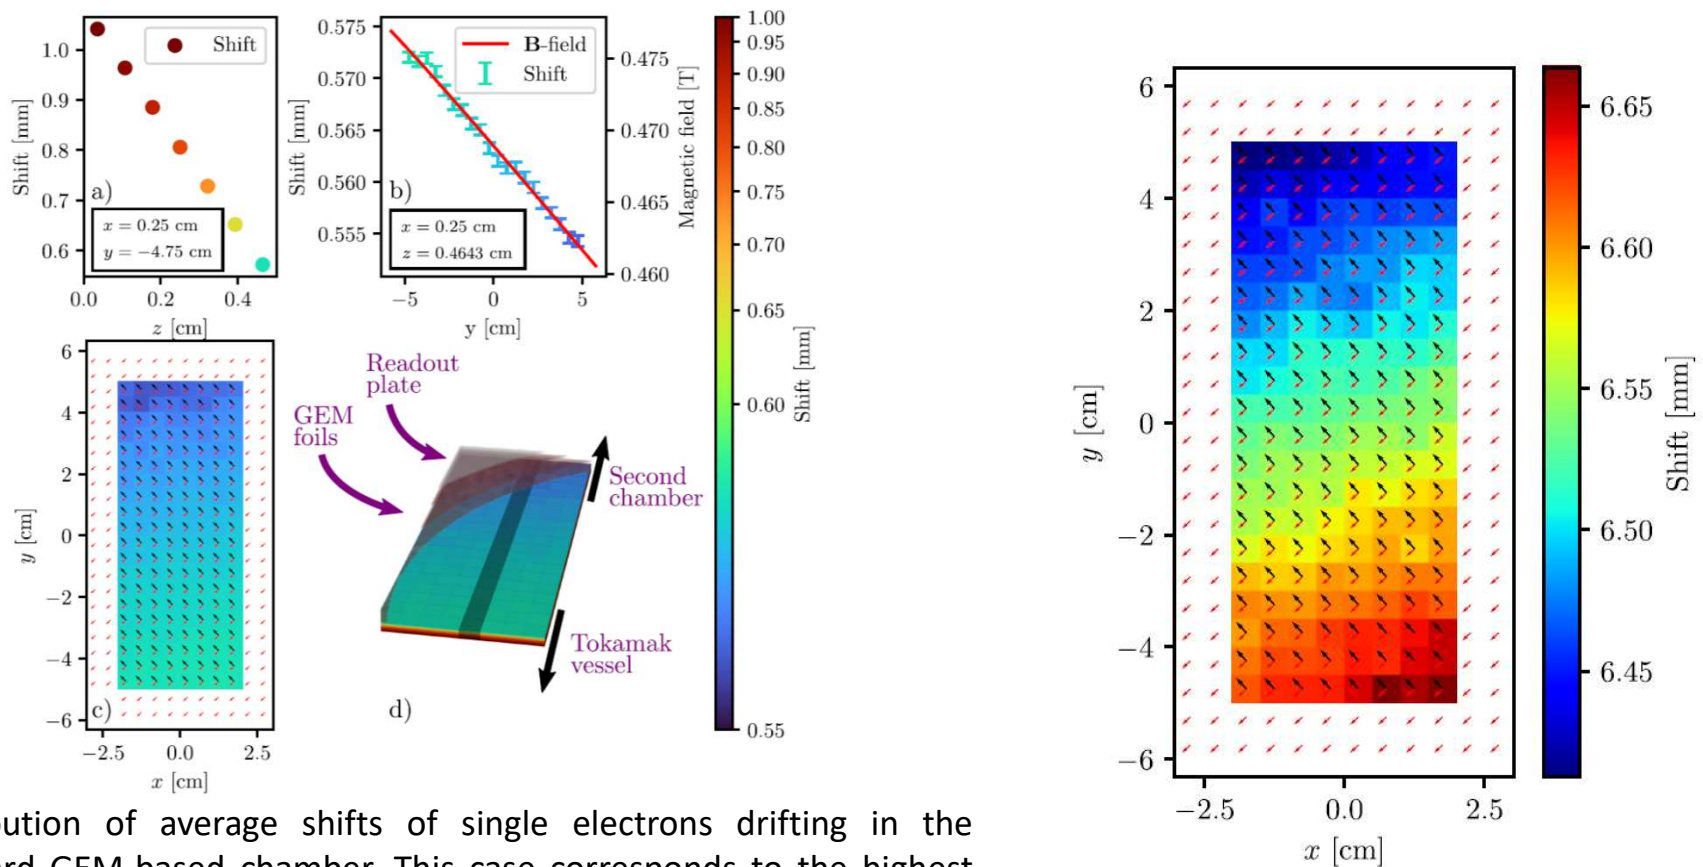 Shift
Shift [mm]
1.0
0.9
0.8
0.7
0.6
a)
x = 0.25 cm
y = −4.75 cm
0.0 0.2 0.4
z [cm]
B-field
Shift
Shift [mm]
0.575
0.570
0.565
0.560
0.555
b)
x = 0.25 cm
z = 0.4643 cm
−5 0 5
y [cm]
0.475
0.470
0.465
0.460
Magnetic field [T]
1.00
0.95
0.90
0.85
0.80
0.75
0.70
0.65
0.60
0.55
Shift [mm]
6
4
2
0
−2
−4
−6
y [cm]
c)
−2.5 0.0 2.5
x [cm]
Readout
plate
GEM
foils
Second
chamber
Tokamak
vessel
d)
6
4
2
0
−2
−4
−6
y [cm]
−2.5 0.0 2.5
x [cm]
6.65
6.60
6.55
6.50
6.45
Shift [mm]
of average shifts of single electrons drifting in the
GEM-based chamber. This case corresponds to the highest